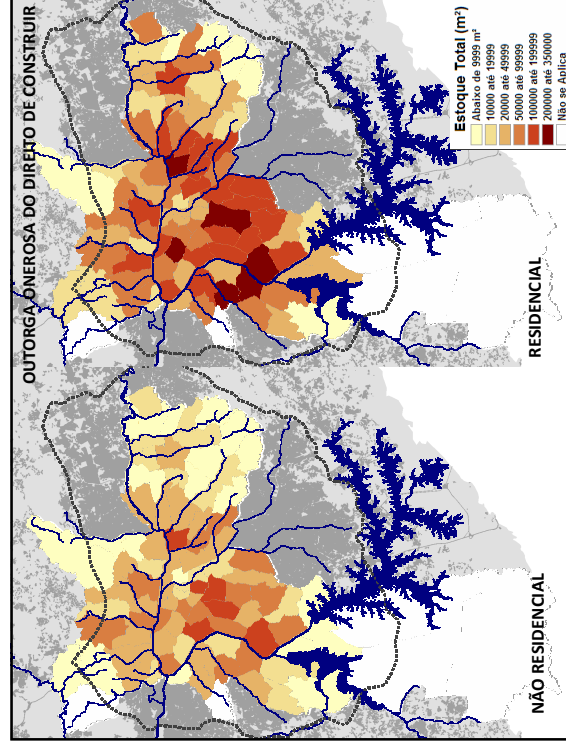 OUTORGA ONEROSA DO DIREITO DE CONSTRUIR
NÃO RESIDENCIAL
RESIDENCIAL
Estoque Total (m²)
Abaixo de 9999 m²
10000 até 19999
20000 até 49999
50000 até 99999
100000 até 199999
200000 até 350000
Não se Aplica